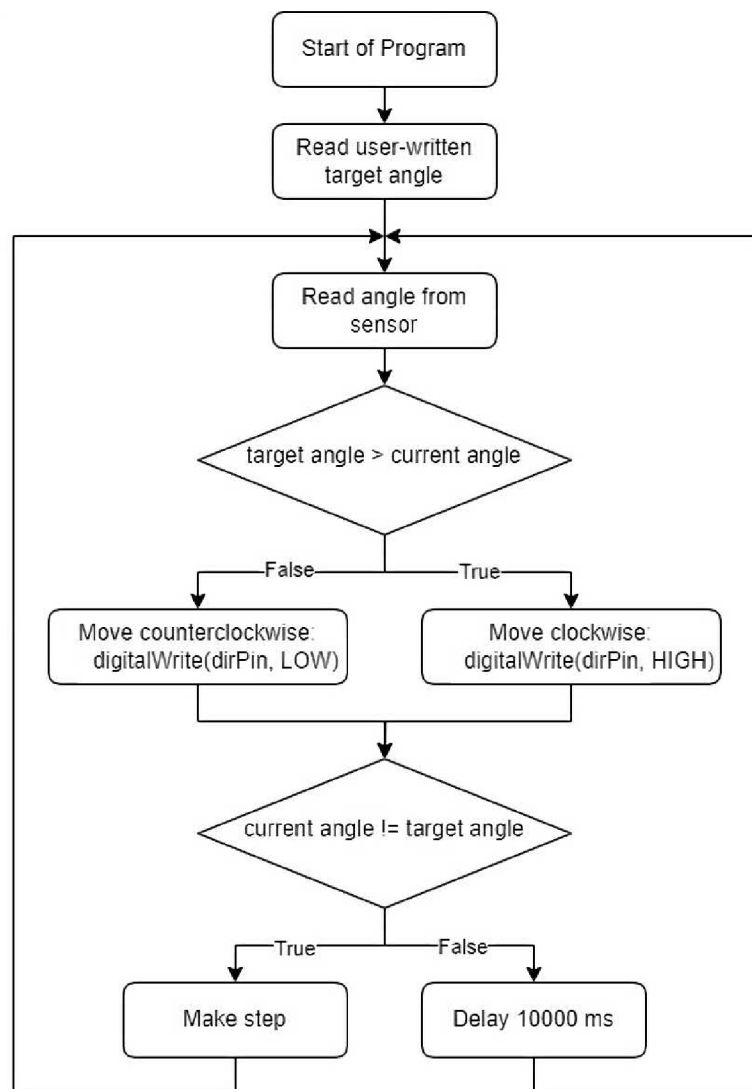 Start of Program
Read user-written
target angle
Read angle from
sensor
target angle > current angle
False
True
Move counterclockwise:
digitalWrite(dirPin, LOW)
Move clockwise:
digitalWrite(dirPin, HIGH)
current angle != target angle
True
False
Make step
Delay 10000 ms